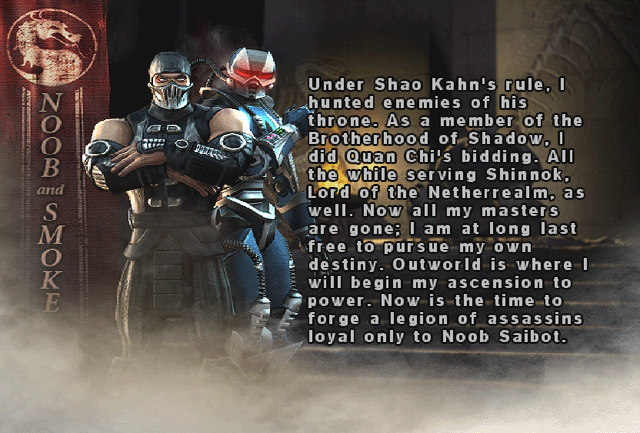 NOOB and SMOKE
Under Shao Kahn's rule, I
hunted enemies of his
throne. As a member of the
Brotherhood of Shadow, I
did Quan Chi's bidding. All
the while serving Shinnok,
Lord of the Netherrealm, as
well. Now all my masters
are gone; I am at long last
free to pursue my own
destiny. Outworld is where I
will begin my ascension to
power. Now is the time to
forge a legion of assassins
loyal only to Noob Saibot.